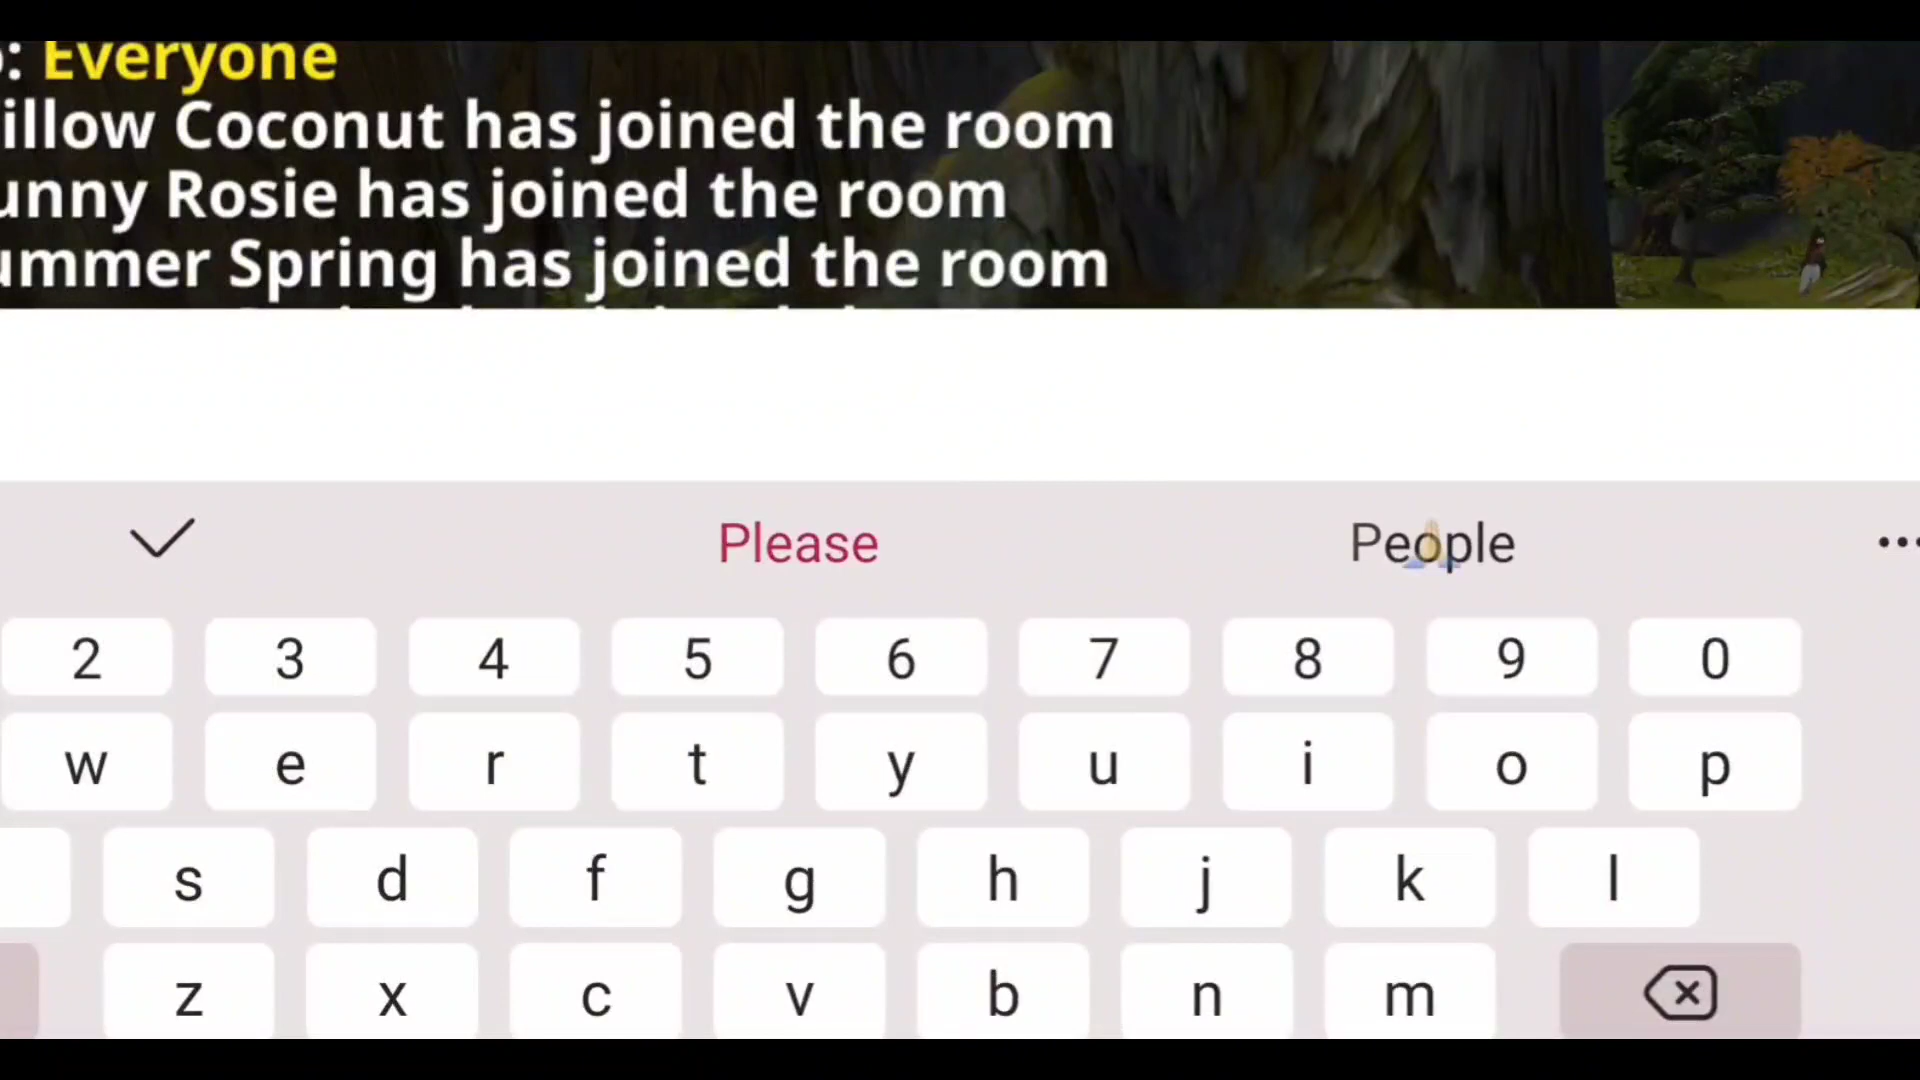 : Everyone
illow Coconut has joined the room
unny Rosie has joined the room
ummer Spring has joined the room
Please People
2 3 4 5 6 7 8 9 0
w e r t y u i o p
s d f g h j k l
z x c v b n m